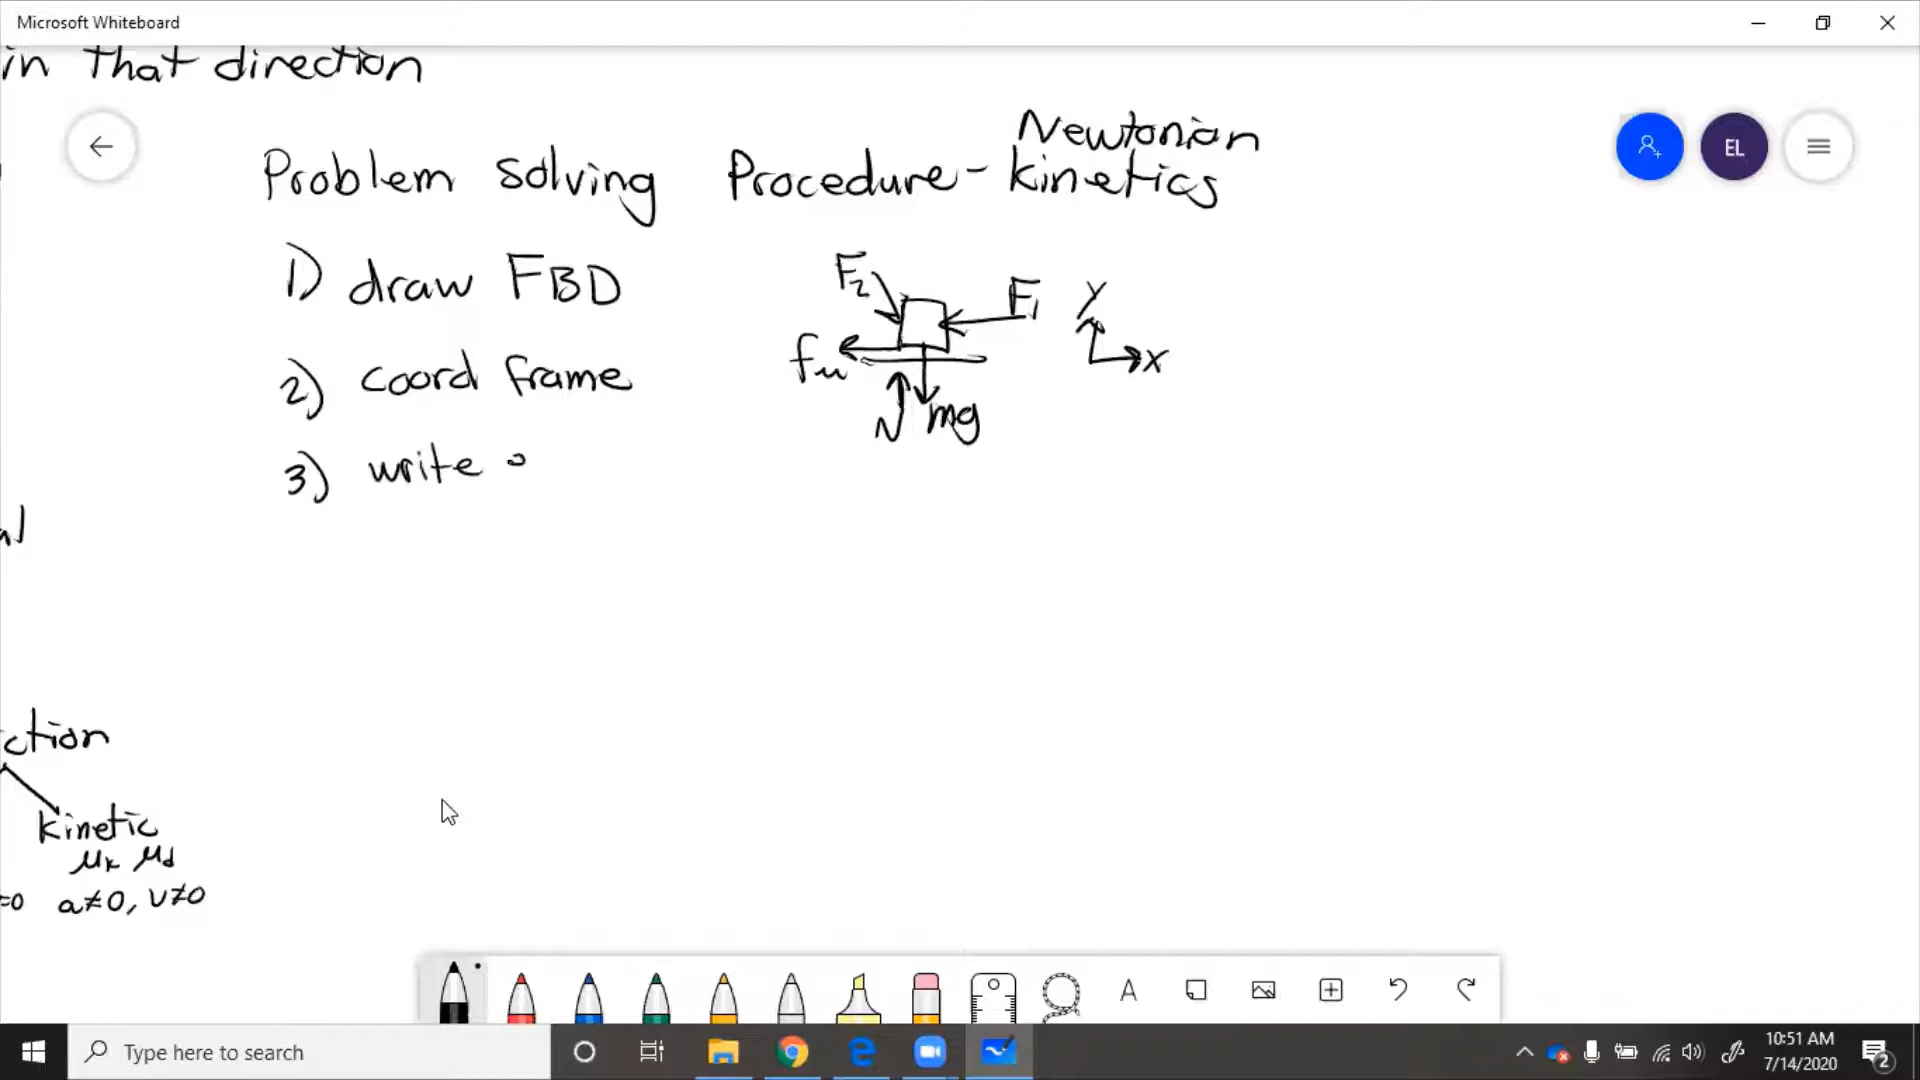 Microsoft Whiteboard
in that direction
Newtonian
Problem solving Procedure - kinetics
EL
1) draw FBD
F2
F1
y
x
fu
N
mg
2) coord frame
3) write
al
ction
kinetic
μk μd
=0 a≠0, v≠0
A
Type here to search
10:51 AM
7/14/2020
2